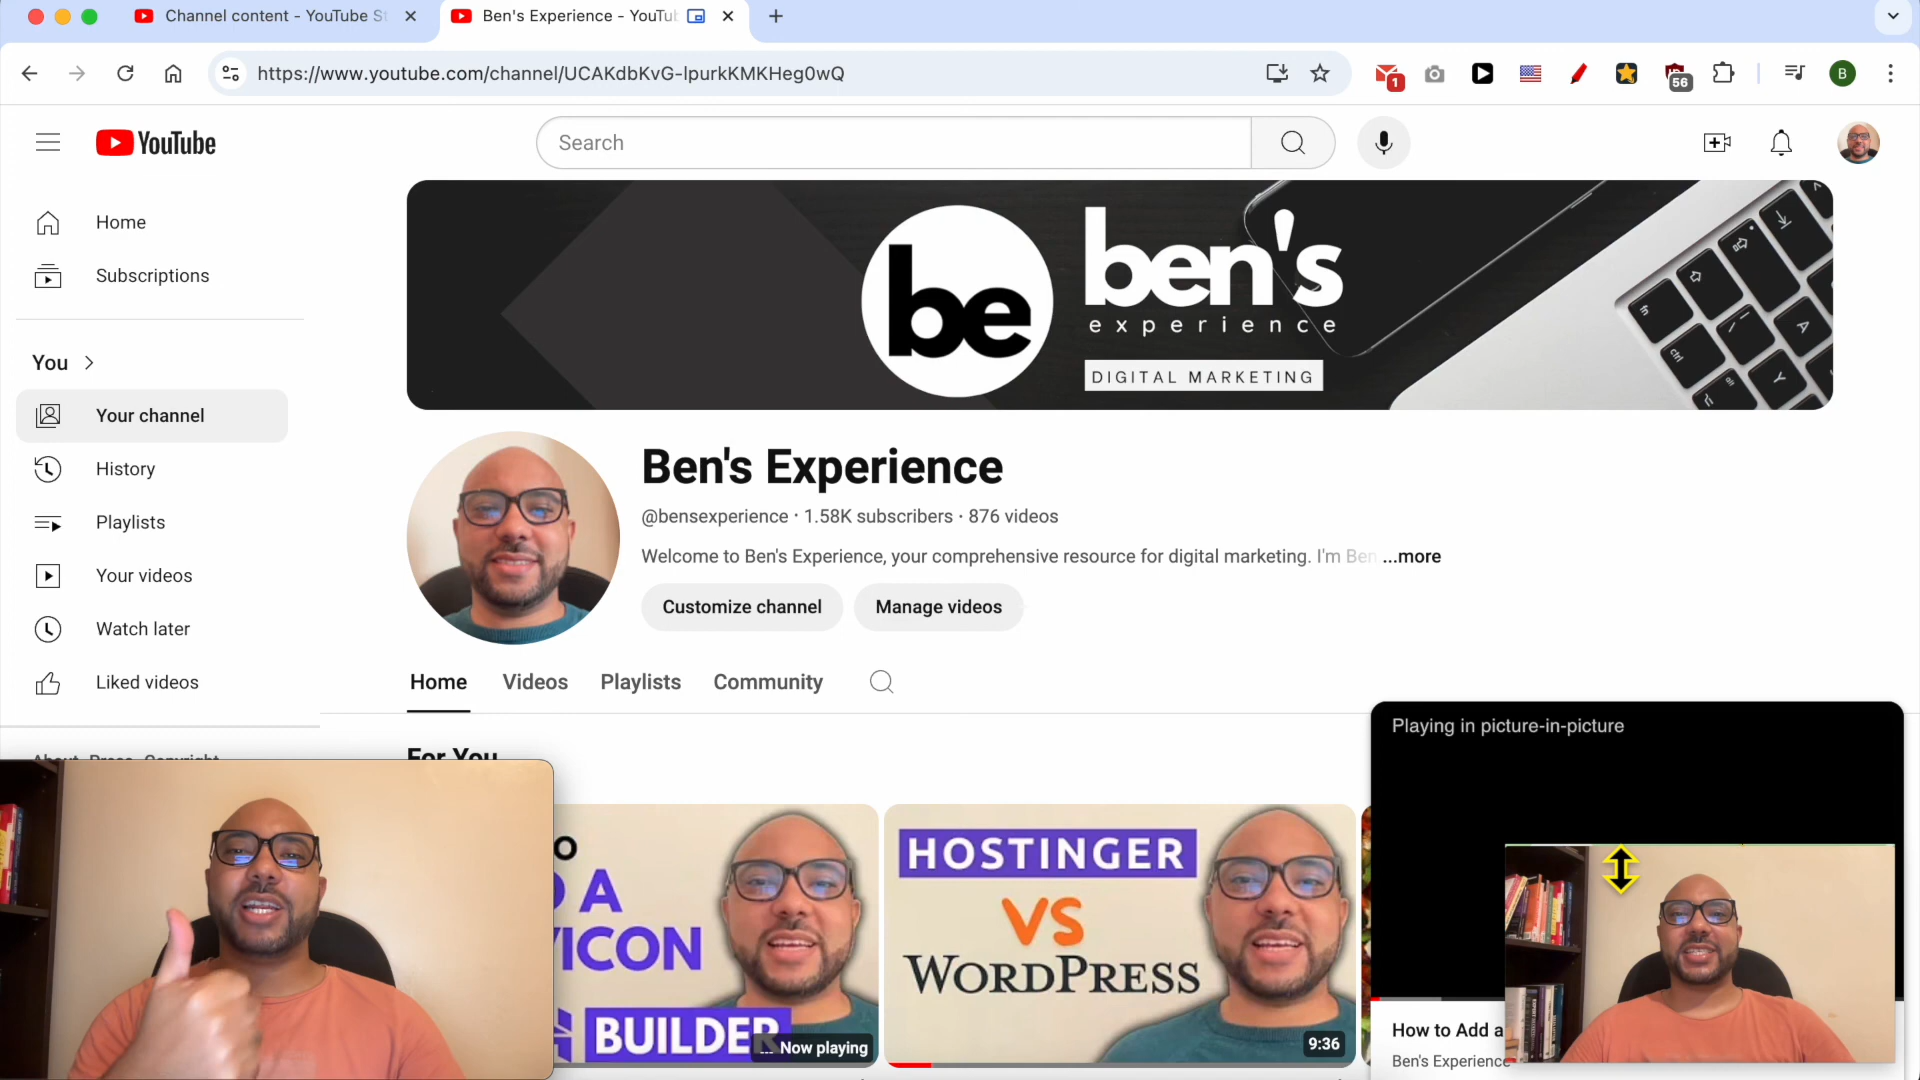 Channel content - YouTube St
Ben's Experience - YouTub
https://www.youtube.com/channel/UCAKdbKvG-lpurkKMKHeg0wQ
1
56
B
YouTube
Search
Home
Subscriptions
You
Your channel
History
Playlists
Your videos
Watch later
Liked videos
be
ben's
experience
DIGITAL MARKETING
Ben's Experience
@bensexperience · 1.58K subscribers · 876 videos
Welcome to Ben's Experience, your comprehensive resource for digital marketing. I'm Ben ...more
Customize channel
Manage videos
Home
Videos
Playlists
Community
For You
O
A
ICON
BUILDER
Now playing
HOSTINGER
VS
WORDPRESS
9:36
Playing in picture-in-picture
How to Add a
Ben's Experience